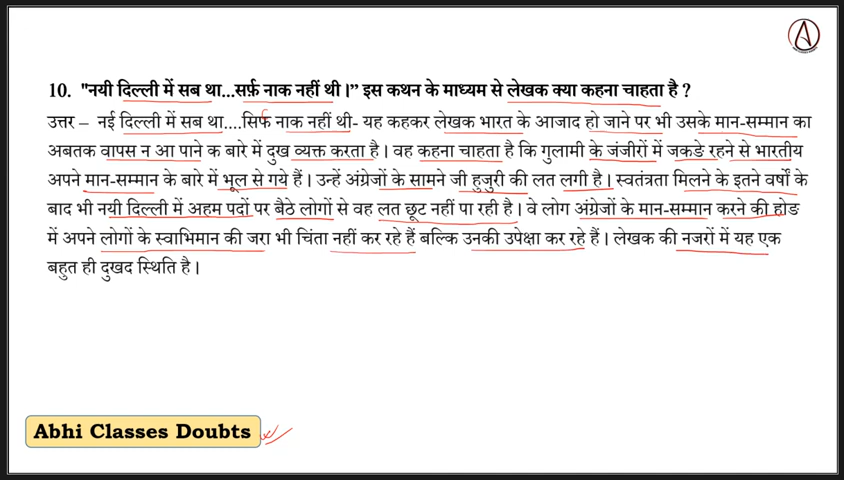 10. "नयी दिल्ली में सब था...सर्फ़ नाक नहीं थी।” इस कथन के माध्यम से लेखक क्या कहना चाहता है ?
उत्तर – नई दिल्ली में सब था....सिर्फ नाक नहीं थी- यह कहकर लेखक भारत के आजाद हो जाने पर भी उसके मान-सम्मान का
अबतक वापस न आ पाने क बारे में दुख व्यक्त करता है। वह कहना चाहता है कि गुलामी के जंजीरों में जकडे रहने से भारतीय
अपने मान-सम्मान के बारे में भूल से गये हैं। उन्हें अंग्रेजों के सामने जी हुजुरी की लत लगी है। स्वतंत्रता मिलने के इतने वर्षों के
बाद भी नयी दिल्ली में अहम पदों पर बैठे लोगों से वह लत छूट नहीं पा रही है। वे लोग अंग्रेजों के मान-सम्मान करने की होड
में अपने लोगों के स्वाभिमान की जरा भी चिंता नहीं कर रहे हैं बल्कि उनकी उपेक्षा कर रहे हैं। लेखक की नजरों में यह एक
बहुत ही दुखद स्थिति है।
Abhi Classes Doubts